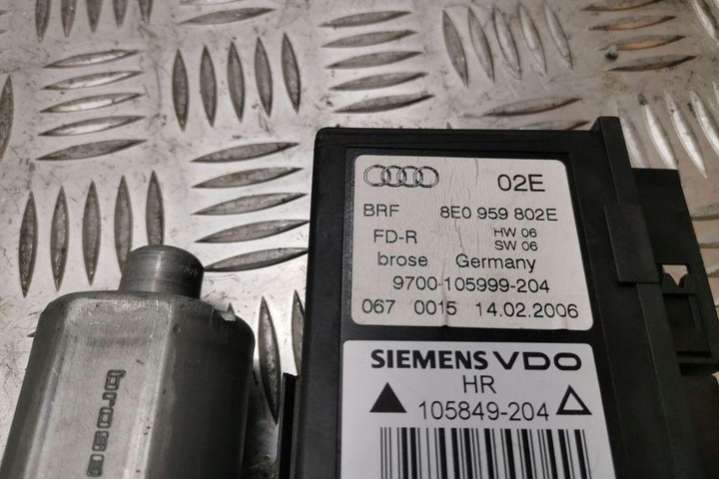 02E
BRF 8E0 959 802E
FD-R HW 06
SW 06
brose Germany
9700-105999-204
067 0015 14.02.2006
SIEMENS VDO
HR
105849-204